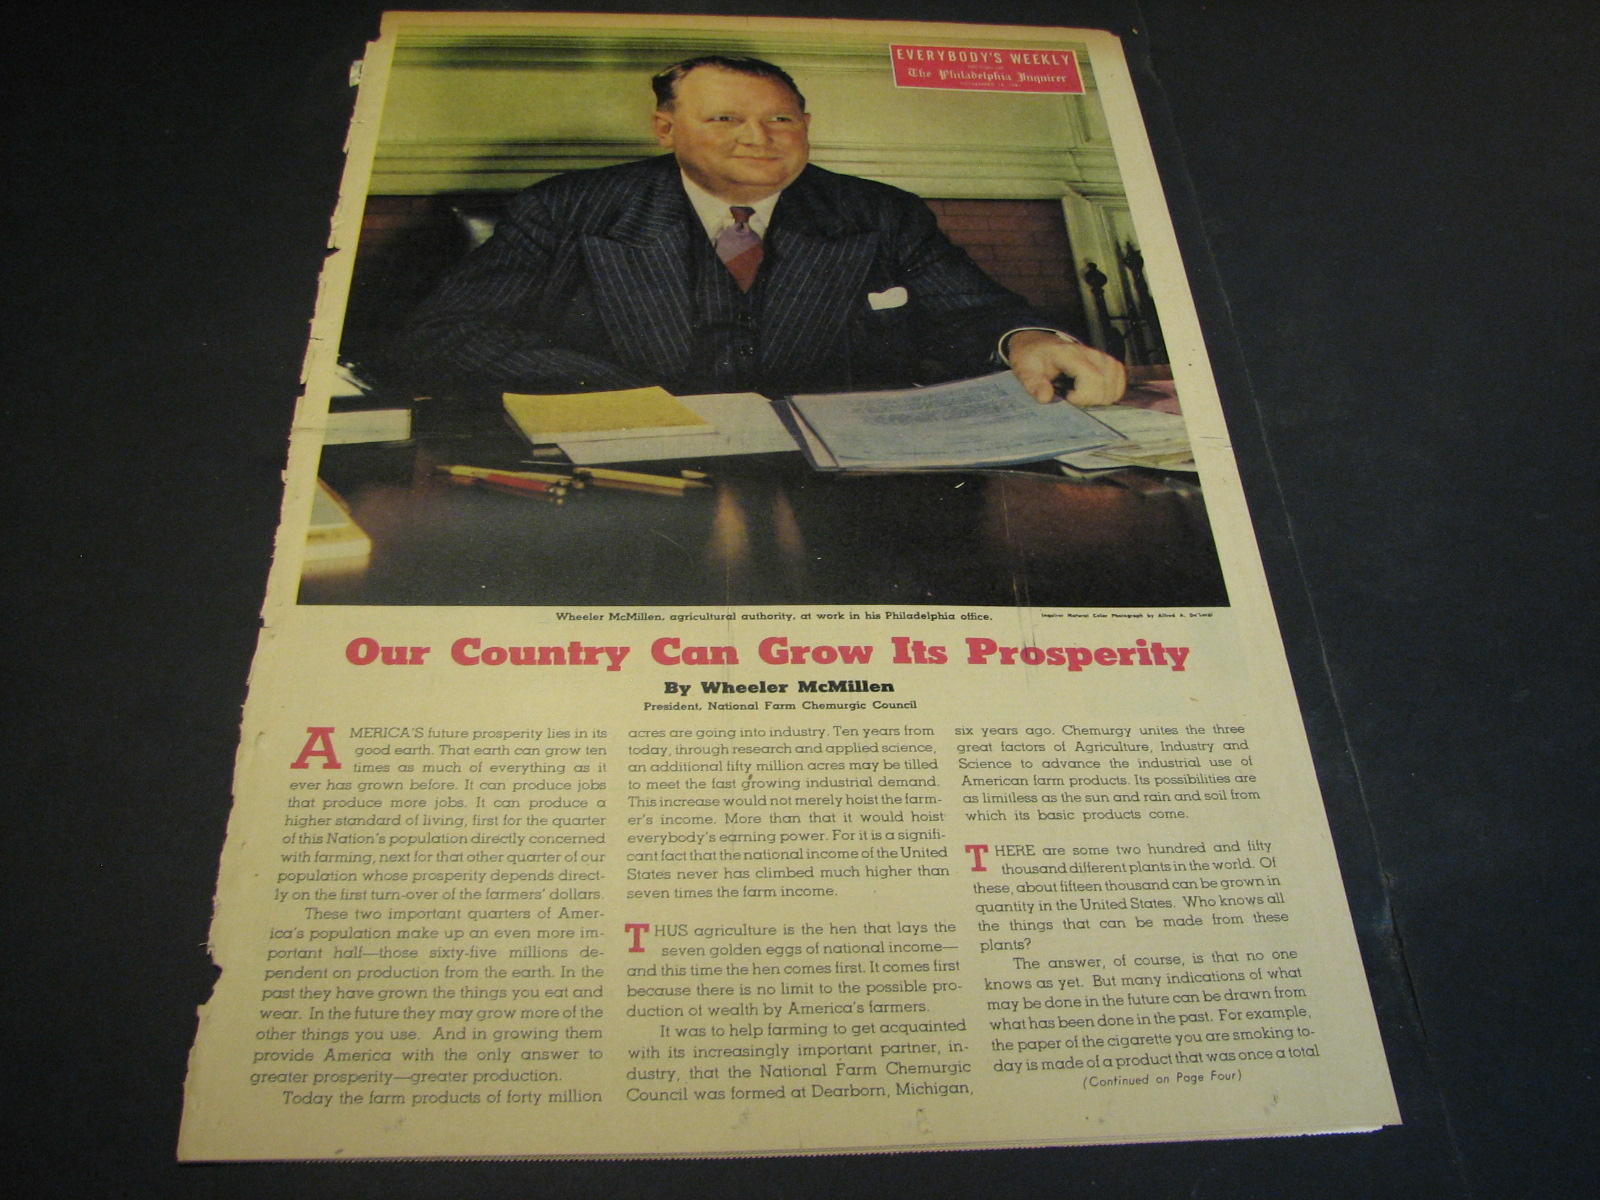 EVERYBODY'S WEEKLY
The Philadelphia Inquirer
Wheeler McMillen, agricultural authority, at work in his Philadelphia office.
Inquirer Natural Color Photograph by Alfred A. De'Lardi
Our Country Can Grow Its Prosperity
By Wheeler McMillen
President, National Farm Chemurgic Council
AMERICA'S future prosperity lies in its
good earth. That earth can grow ten
times as much of everything as it
ever has grown before. It can produce jobs
that produce more jobs. It can produce a
higher standard of living, first for the quarter
of this Nation's population directly concerned
with farming, next for that other quarter of our
population whose prosperity depends direct-
ly on the first turn-over of the farmers' dollars.
These two important quarters of Amer-
ica's population make up an even more im-
portant half—those sixty-five millions de-
pendent on production from the earth. In the
past they have grown the things you eat and
wear. In the future they may grow more of the
other things you use. And in growing them
provide America with the only answer to
greater prosperity—greater production.
Today the farm products of forty million
acres are going into industry. Ten years from
today, through research and applied science,
an additional fifty million acres may be tilled
to meet the fast growing industrial demand.
This increase would not merely hoist the farm-
er's income. More than that it would hoist
everybody's earning power. For it is a signifi-
cant fact that the national income of the United
States never has climbed much higher than
seven times the farm income.
THUS agriculture is the hen that lays the
seven golden eggs of national income—
and this time the hen comes first. It comes first
because there is no limit to the possible pro-
duction of wealth by America's farmers.
It was to help farming to get acquainted
with its increasingly important partner, in-
dustry, that the National Farm Chemurgic
Council was formed at Dearborn, Michigan,
six years ago. Chemurgy unites the three
great factors of Agriculture, Industry and
Science to advance the industrial use of
American farm products. Its possibilities are
as limitless as the sun and rain and soil from
which its basic products come.
THERE are some two hundred and fifty
thousand different plants in the world. Of
these, about fifteen thousand can be grown in
quantity in the United States. Who knows all
the things that can be made from these
plants?
The answer, of course, is that no one
knows as yet. But many indications of what
may be done in the future can be drawn from
what has been done in the past. For example,
the paper of the cigarette you are smoking to-
day is made of a product that was once a total
(Continued on Page Four)